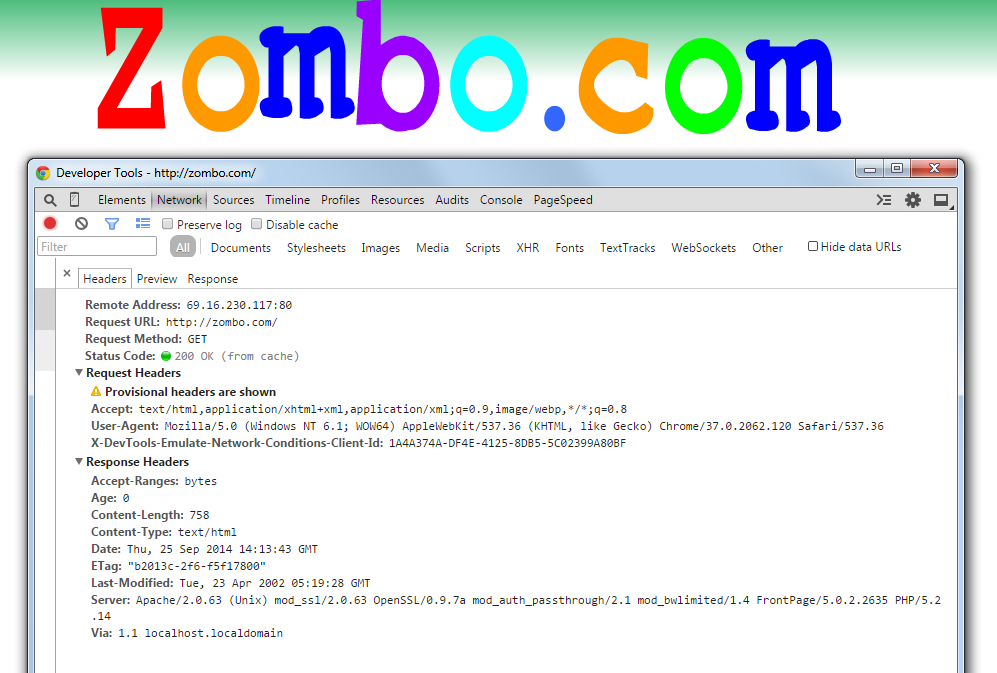 Zombo.com
Developer Tools - http://zombo.com/
Elements Network Sources Timeline Profiles Resources Audits Console PageSpeed
Preserve log Disable cache
Filter All Documents Stylesheets Images Media Scripts XHR Fonts TextTracks WebSockets Other Hide data URLs
× Headers Preview Response
Remote Address: 69.16.230.117:80
Request URL: http://zombo.com/
Request Method: GET
Status Code: 200 OK (from cache)
Request Headers
Provisional headers are shown
Accept: text/html,application/xhtml+xml,application/xml;q=0.9,image/webp,*/*;q=0.8
User-Agent: Mozilla/5.0 (Windows NT 6.1; WOW64) AppleWebKit/537.36 (KHTML, like Gecko) Chrome/37.0.2062.120 Safari/537.36
X-DevTools-Emulate-Network-Conditions-Client-Id: 1A4A374A-DF4E-4125-8DB5-5C02399A80BF
Response Headers
Accept-Ranges: bytes
Age: 0
Content-Length: 758
Content-Type: text/html
Date: Thu, 25 Sep 2014 14:13:43 GMT
ETag: "b2013c-2f6-f5f17800"
Last-Modified: Tue, 23 Apr 2002 05:19:28 GMT
Server: Apache/2.0.63 (Unix) mod_ssl/2.0.63 OpenSSL/0.9.7a mod_auth_passthrough/2.1 mod_bwlimited/1.4 FrontPage/5.0.2.2635 PHP/5.2
.14
Via: 1.1 localhost.localdomain